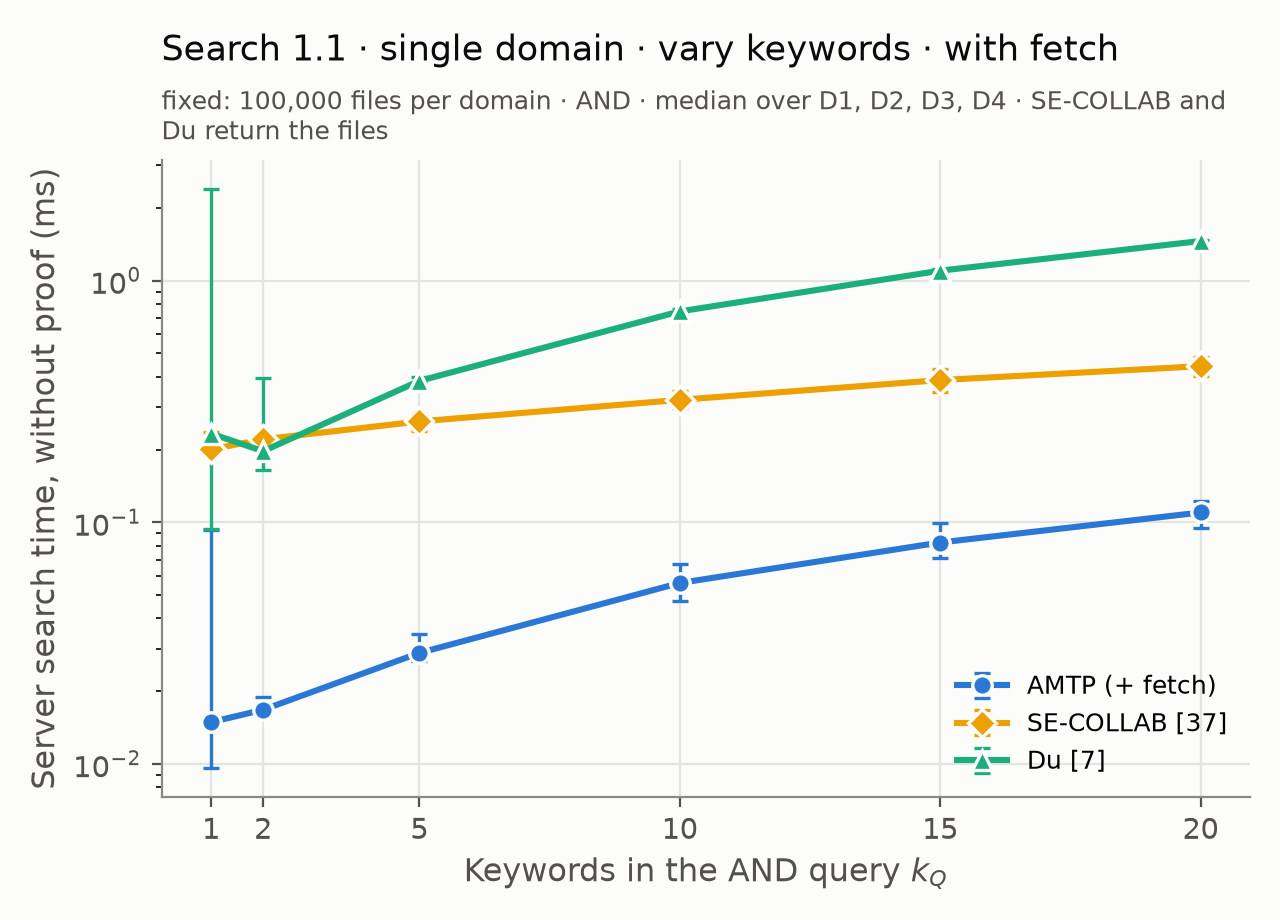 Search 1.1 · single domain · vary keywords · with fetch
fixed: 100,000 files per domain · AND · median over D1, D2, D3, D4 · SE-COLLAB and
Du return the files
Server search time, without proof (ms)
10⁰
10⁻¹
10⁻²
AMTP (+ fetch)
SE-COLLAB [37]
Du [7]
1 2 5 10 15 20
Keywords in the AND query k_Q